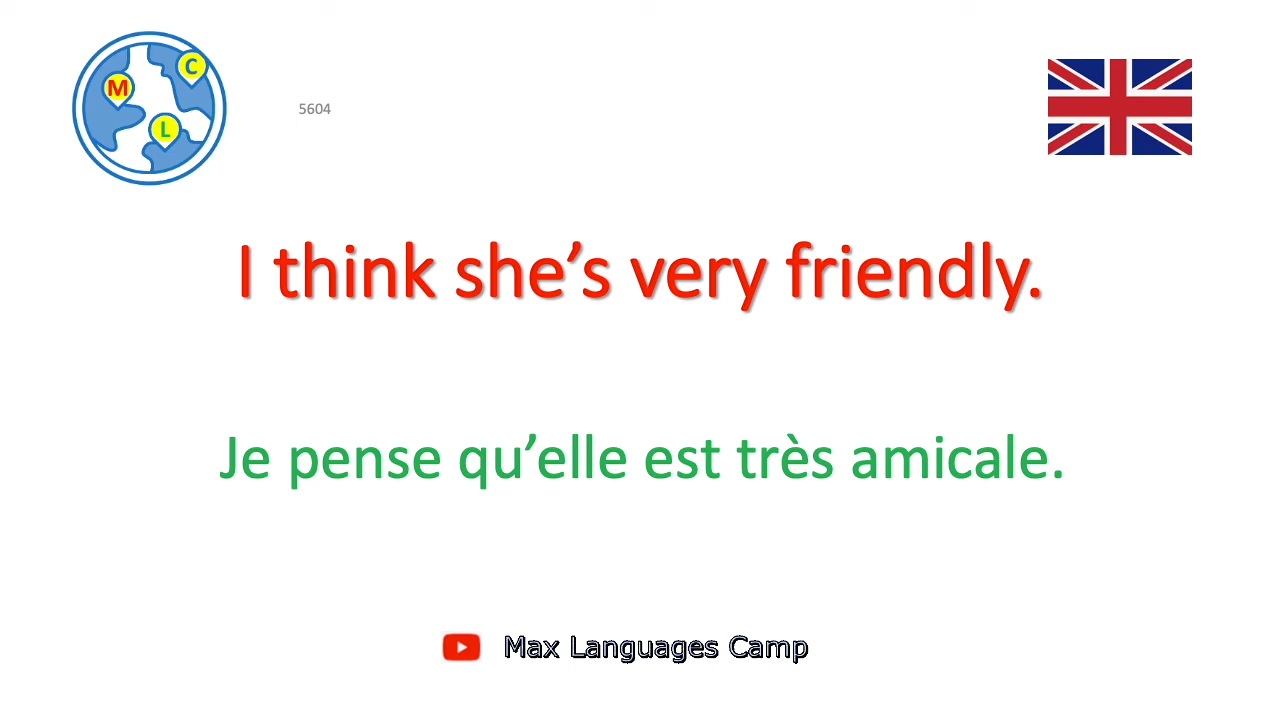 M
C
L
5604
I think she’s very friendly.
Je pense qu’elle est très amicale.
Max Languages Camp